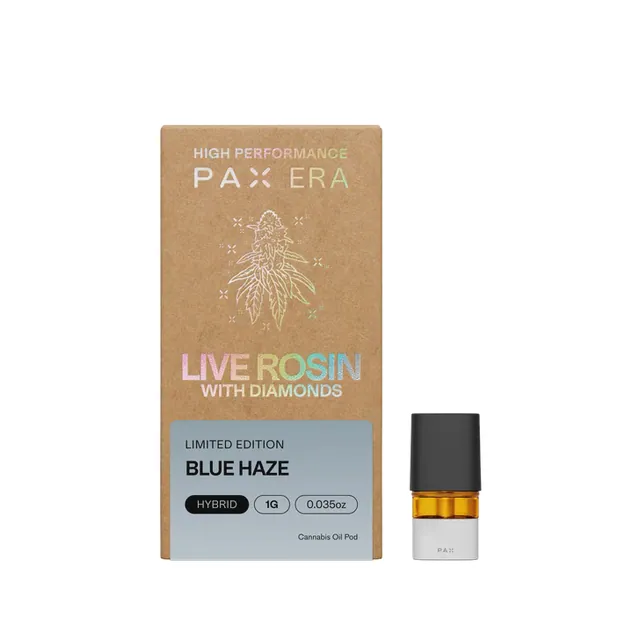 HIGH PERFORMANCE
PAX ERA
LIVE ROSIN
WITH DIAMONDS
LIMITED EDITION
BLUE HAZE
HYBRID 1G 0.035oz
Cannabis Oil Pod
PAX